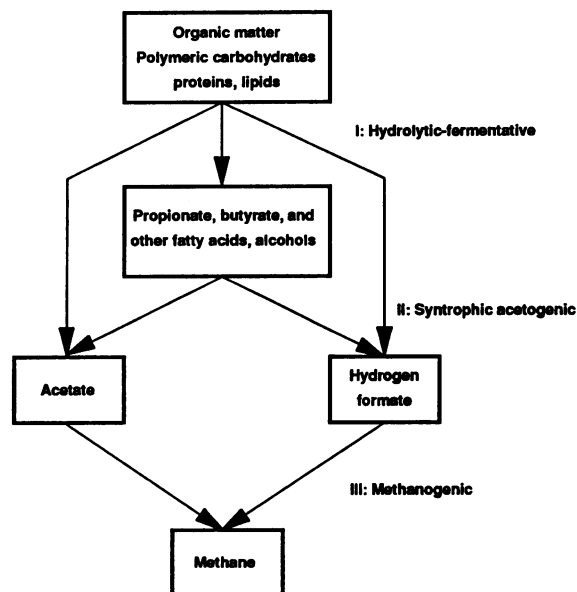 Organic matter
Polymeric carbohydrates
proteins, lipids
I: Hydrolytic-fermentative
Propionate, butyrate, and
other fatty acids, alcohols
II: Syntrophic acetogenic
Acetate
Hydrogen
formate
III: Methanogenic
Methane